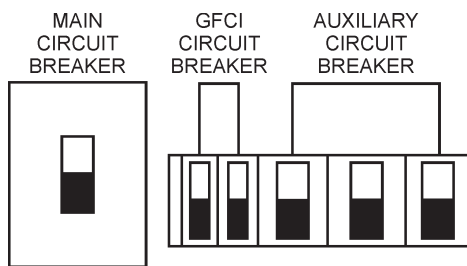 MAIN
CIRCUIT
BREAKER
GFCI
CIRCUIT
BREAKER
AUXILIARY
CIRCUIT
BREAKER